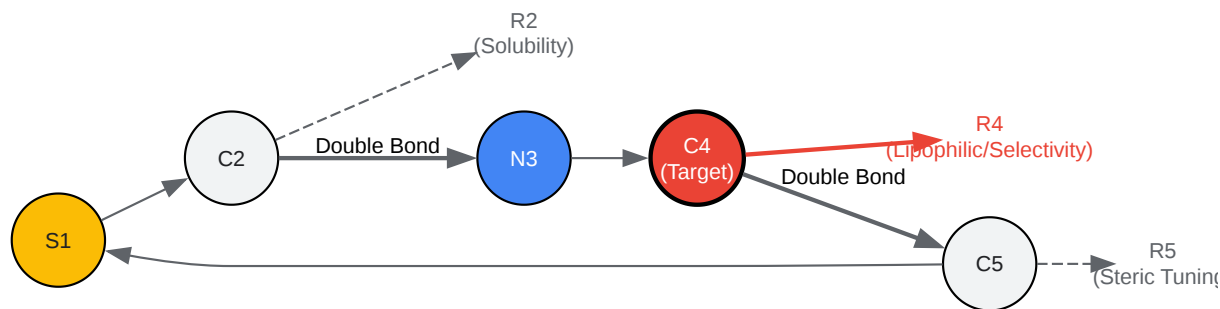 R2
(Solubility)
C2
Double Bond
N3
C4
(Target)
R4
(Lipophilic/Selectivity)
Double Bond
S1
C5
R5
(Steric Tuning